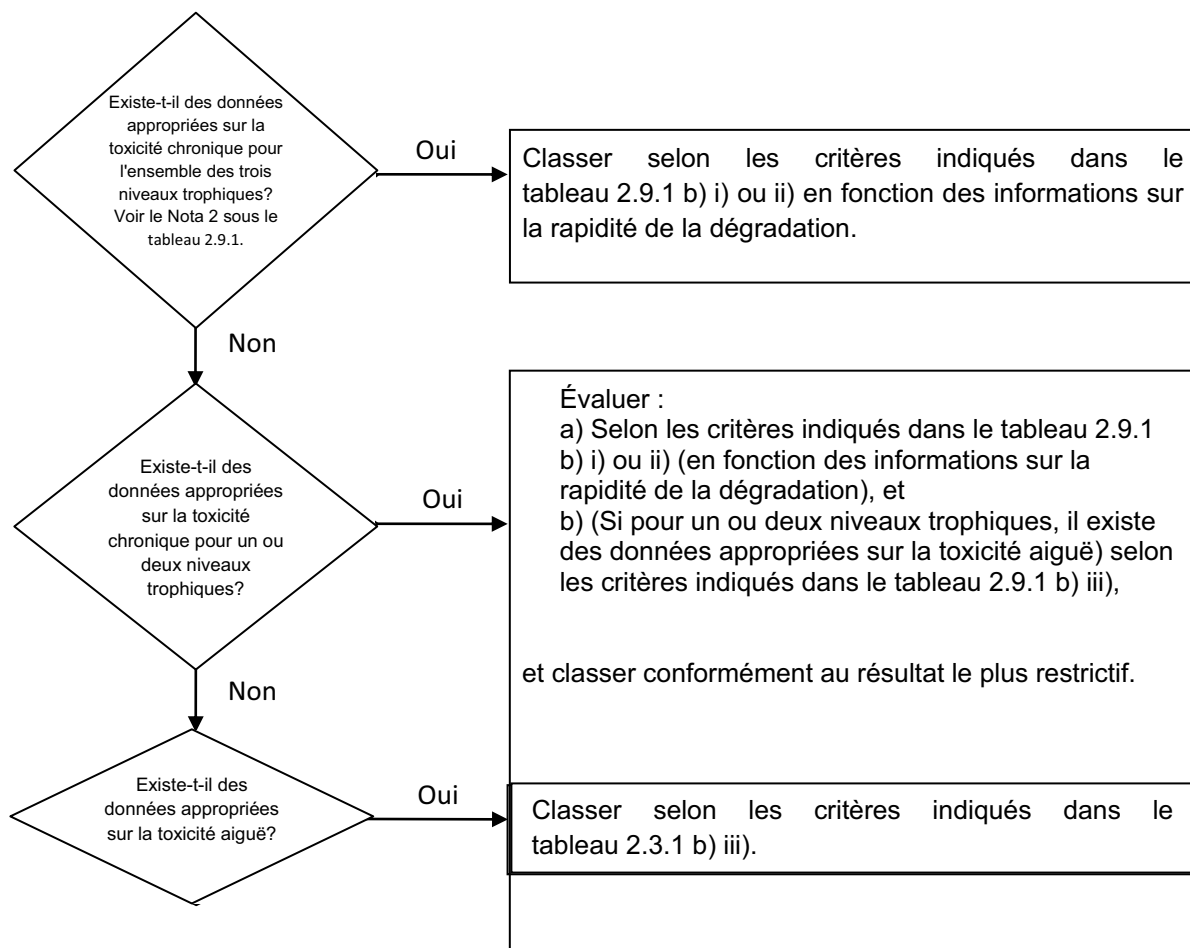 Existe-t-il des données
appropriées sur la
toxicité chronique pour
l'ensemble des trois
niveaux trophiques?
Voir le Nota 2 sous le
tableau 2.9.1.
Oui
Classer selon les critères indiqués dans le
tableau 2.9.1 b) i) ou ii) en fonction des informations sur
la rapidité de la dégradation.
Non
Existe-t-il des
données appropriées
sur la toxicité
chronique pour un ou
deux niveaux
trophiques?
Oui
Évaluer :
a) Selon les critères indiqués dans le tableau 2.9.1
b) i) ou ii) (en fonction des informations sur la
rapidité de la dégradation), et
b) (Si pour un ou deux niveaux trophiques, il existe
des données appropriées sur la toxicité aiguë) selon
les critères indiqués dans le tableau 2.9.1 b) iii),
et classer conformément au résultat le plus restrictif.
Non
Existe-t-il des
données appropriées
sur la toxicité aiguë?
Oui
Classer selon les critères indiqués dans le
tableau 2.3.1 b) iii).